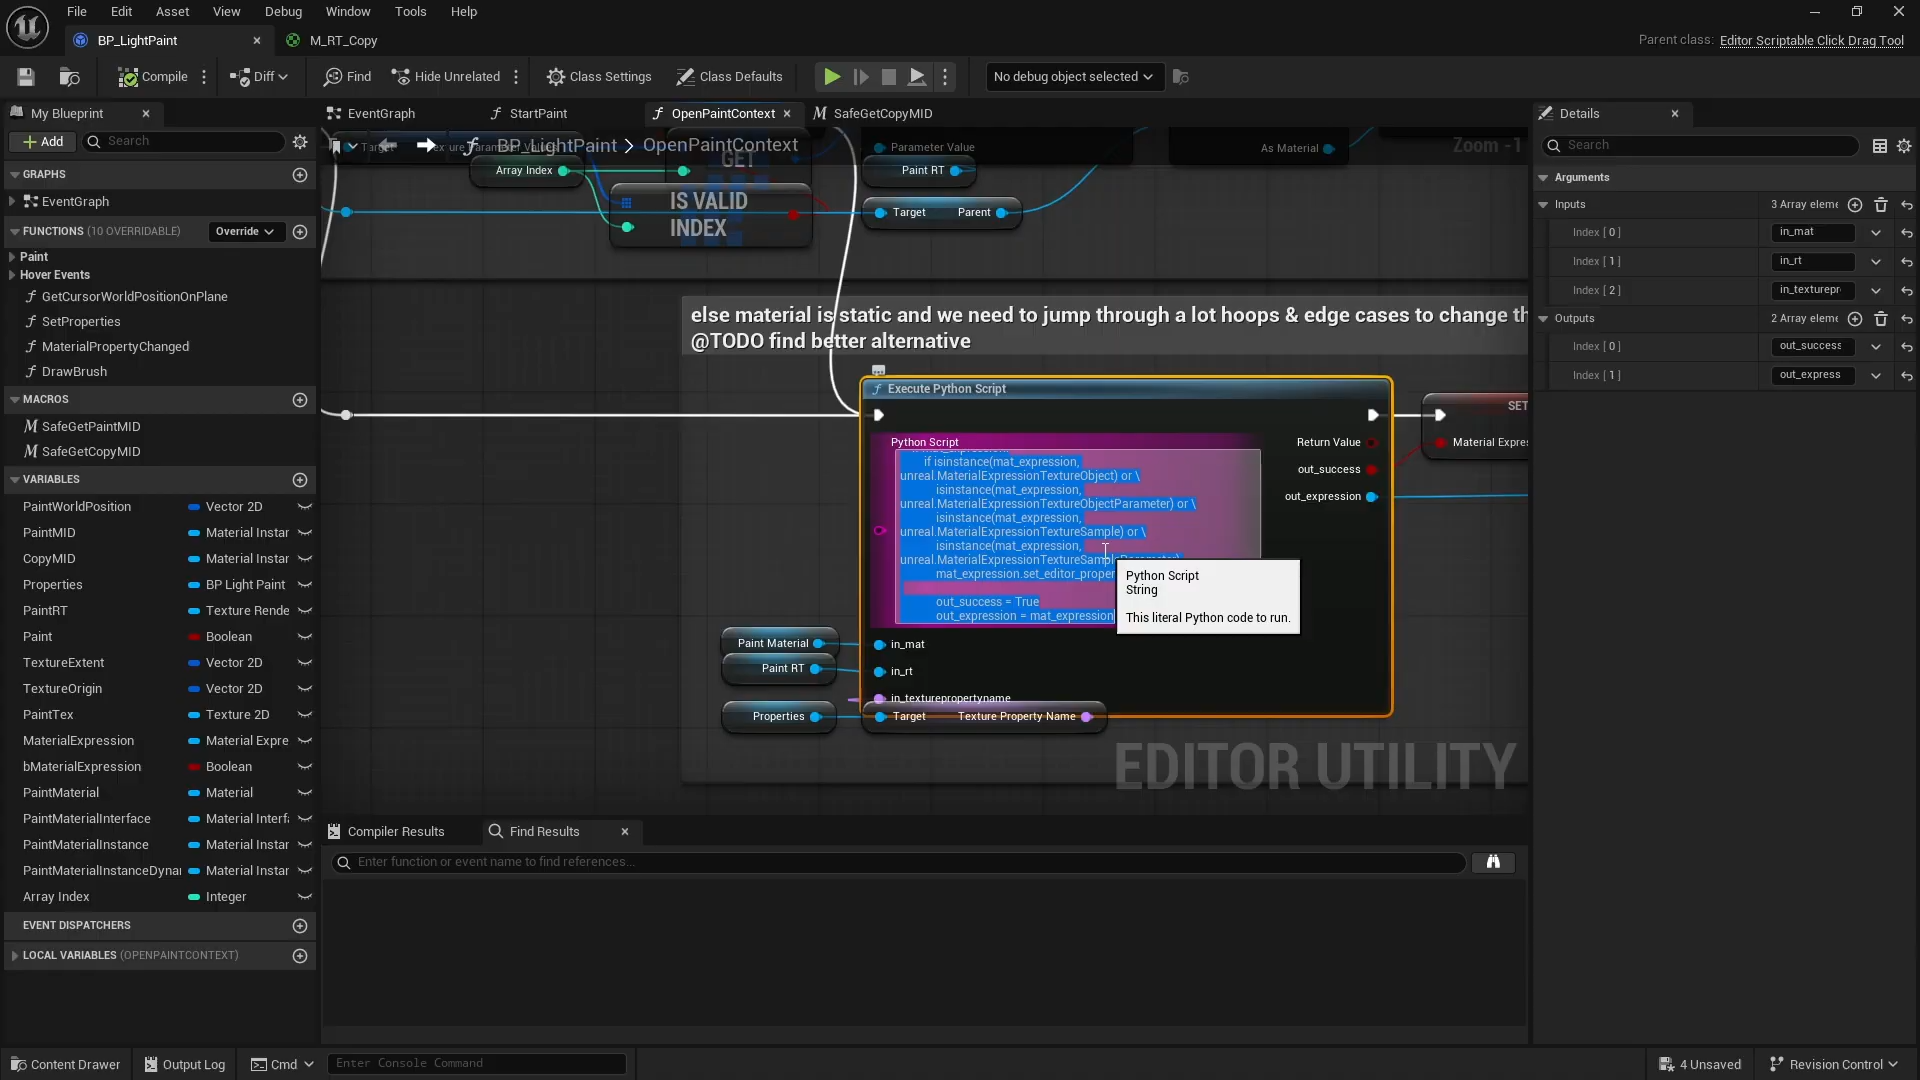 File Edit Asset View Debug Window Tools Help
BP_LightPaint
M_RT_Copy
Parent class: Editor Scriptable Click Drag Tool
Compile
Diff
Find
Hide Unrelated
Class Settings
Class Defaults
No debug object selected
My Blueprint
Add
Search
GRAPHS
EventGraph
FUNCTIONS (10 OVERRIDABLE)
Override
Paint
Hover Events
GetCursorWorldPositionOnPlane
SetProperties
MaterialPropertyChanged
DrawBrush
MACROS
SafeGetPaintMID
SafeGetCopyMID
VARIABLES
PaintWorldPosition Vector 2D
PaintMID Material Instar
CopyMID Material Instar
Properties BP Light Paint
PaintRT Texture Rende
Paint Boolean
TextureExtent Vector 2D
TextureOrigin Vector 2D
PaintTex Texture 2D
MaterialExpression Material Expre
bMaterialExpression Boolean
PaintMaterial Material
PaintMaterialInterface Material Interf
PaintMaterialInstance Material Instar
PaintMaterialInstanceDynar Material Instar
Array Index Integer
EVENT DISPATCHERS
LOCAL VARIABLES (OPENPAINTCONTEXT)
EventGraph
StartPaint
OpenPaintContext
SafeGetCopyMID
BP_LightPaint > OpenPaintContext
Zoom -1
Target
Parameter Value
As Material
GET
Array Index
Paint RT
IS VALID
INDEX
Target Parent
else material is static and we need to jump through a lot hoops & edge cases to change th
@TODO find better alternative
Execute Python Script
Python Script
Return Value
out_success
out_expression
SET
Material Expres
if isinstance(mat_expression,
unreal.MaterialExpressionTextureObject) or \
isinstance(mat_expression,
unreal.MaterialExpressionTextureObjectParameter) or \
isinstance(mat_expression,
unreal.MaterialExpressionTextureSample) or \
isinstance(mat_expression,
unreal.MaterialExpressionTextureSampleParameter)
mat_expression.set_editor_proper
out_success = True
out_expression = mat_expression
Python Script
String
This literal Python code to run.
Paint Material
in_mat
Paint RT
in_rt
in_texturepropertyname
Properties
Target Texture Property Name
EDITOR UTILITY
Compiler Results
Find Results
Enter function or event name to find references...
Details
Search
Arguments
Inputs 3 Array eleme
Index [ 0 ] in_mat
Index [ 1 ] in_rt
Index [ 2 ] in_texturepr
Outputs 2 Array eleme
Index [ 0 ] out_success
Index [ 1 ] out_express
Content Drawer
Output Log
Cmd
Enter Console Command
4 Unsaved
Revision Control